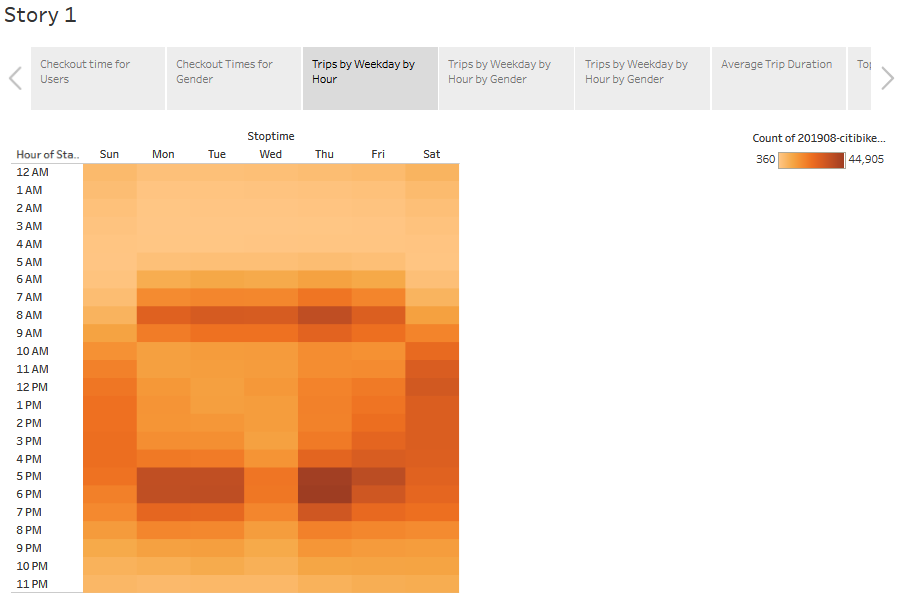 Story 1
Checkout time for
Users
Checkout Times for
Gender
Trips by Weekday by
Hour
Trips by Weekday by
Hour by Gender
Trips by Weekday by
Hour by Gender
Average Trip Duration
Top
Stoptime
Hour of Sta.. Sun Mon Tue Wed Thu Fri Sat
12 AM
1 AM
2 AM
3 AM
4 AM
5 AM
6 AM
7 AM
8 AM
9 AM
10 AM
11 AM
12 PM
1 PM
2 PM
3 PM
4 PM
5 PM
6 PM
7 PM
8 PM
9 PM
10 PM
11 PM
Count of 201908-citibike...
360 44,905